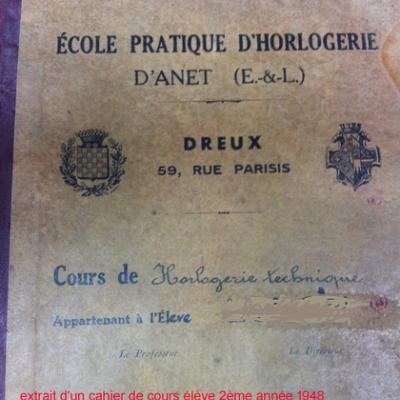 ÉCOLE PRATIQUE D'HORLOGERIE
D'ANET (E.-&-L.)
DREUX
59, RUE PARISIS
Cours de Horlogerie technique
Appartenant à l'Élève
Le Professeur
Le Directeur
extrait d'un cahier de cours éléve 2ème année 1948